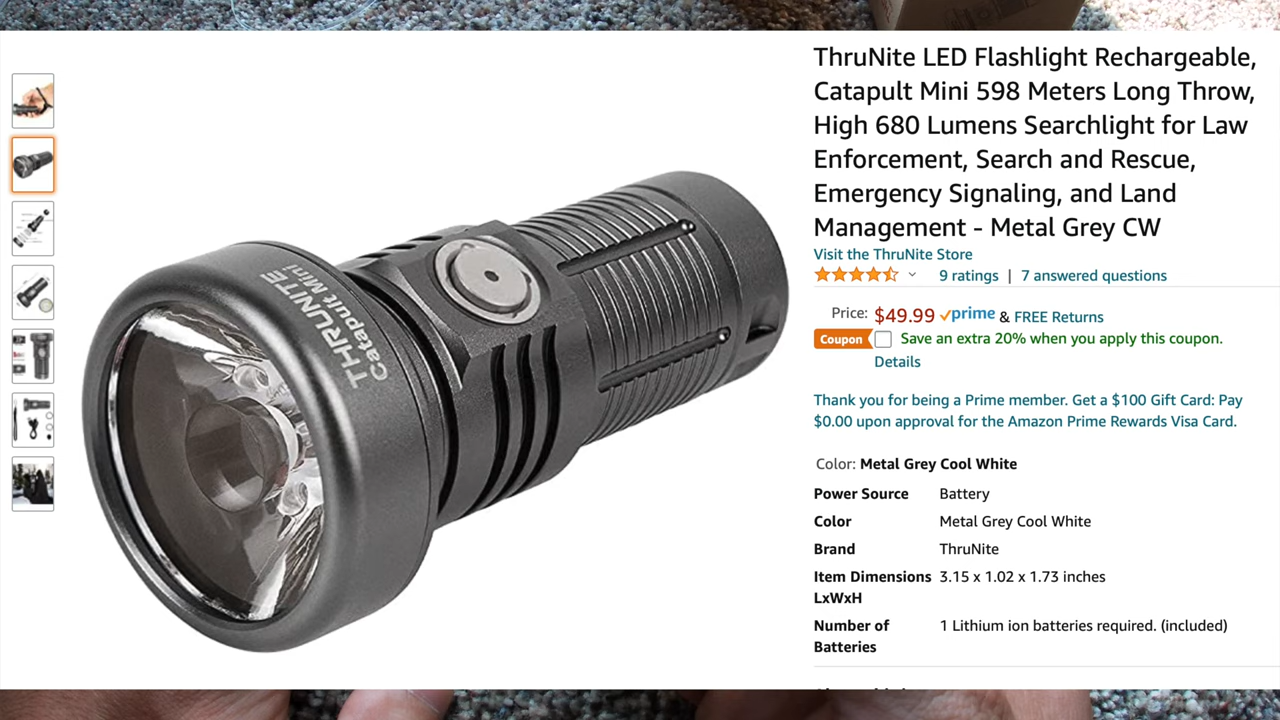 ThruNite LED Flashlight Rechargeable,
Catapult Mini 598 Meters Long Throw,
High 680 Lumens Searchlight for Law
Enforcement, Search and Rescue,
Emergency Signaling, and Land
Management - Metal Grey CW
Visit the ThruNite Store
9 ratings | 7 answered questions
Price: $49.99 prime & FREE Returns
Coupon Save an extra 20% when you apply this coupon.
Details
Thank you for being a Prime member. Get a $100 Gift Card: Pay
$0.00 upon approval for the Amazon Prime Rewards Visa Card.
Color: Metal Grey Cool White
Power Source Battery
Color Metal Grey Cool White
Brand ThruNite
Item Dimensions 3.15 x 1.02 x 1.73 inches
LxWxH
Number of 1 Lithium ion batteries required. (included)
Batteries
THRUNITE
Catapult Mini